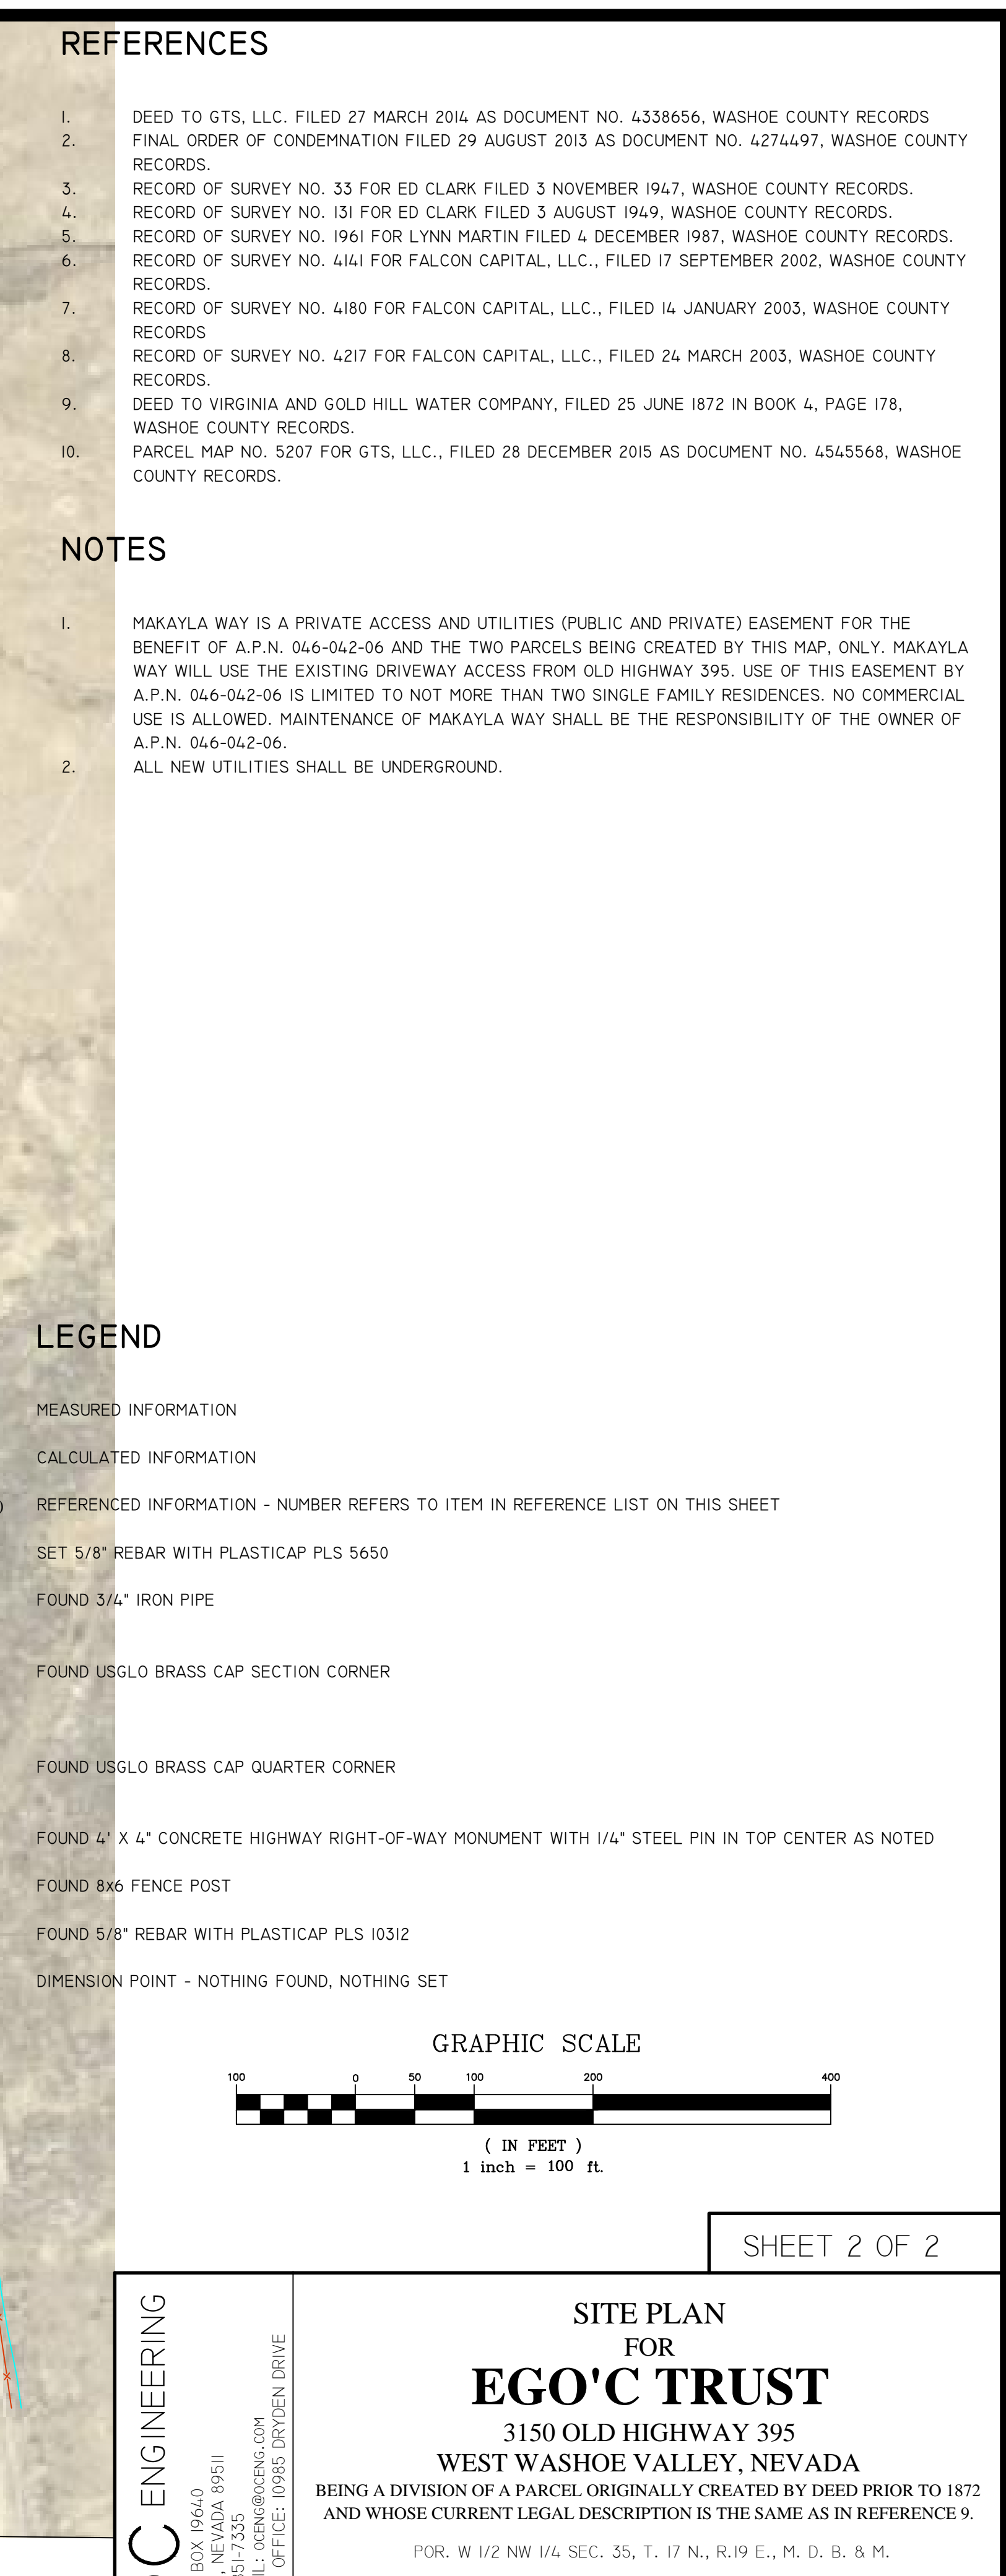 REFERENCES
1. DEED TO GTS, LLC. FILED 27 MARCH 2014 AS DOCUMENT NO. 4338656, WASHOE COUNTY RECORDS
2. FINAL ORDER OF CONDEMNATION FILED 29 AUGUST 2013 AS DOCUMENT NO. 4274497, WASHOE COUNTY
RECORDS.
3. RECORD OF SURVEY NO. 33 FOR ED CLARK FILED 3 NOVEMBER 1947, WASHOE COUNTY RECORDS.
4. RECORD OF SURVEY NO. 131 FOR ED CLARK FILED 3 AUGUST 1949, WASHOE COUNTY RECORDS.
5. RECORD OF SURVEY NO. 1961 FOR LYNN MARTIN FILED 4 DECEMBER 1987, WASHOE COUNTY RECORDS.
6. RECORD OF SURVEY NO. 4141 FOR FALCON CAPITAL, LLC., FILED 17 SEPTEMBER 2002, WASHOE COUNTY
RECORDS.
7. RECORD OF SURVEY NO. 4180 FOR FALCON CAPITAL, LLC., FILED 14 JANUARY 2003, WASHOE COUNTY
RECORDS
8. RECORD OF SURVEY NO. 4217 FOR FALCON CAPITAL, LLC., FILED 24 MARCH 2003, WASHOE COUNTY
RECORDS.
9. DEED TO VIRGINIA AND GOLD HILL WATER COMPANY, FILED 25 JUNE 1872 IN BOOK 4, PAGE 178,
WASHOE COUNTY RECORDS.
10. PARCEL MAP NO. 5207 FOR GTS, LLC., FILED 28 DECEMBER 2015 AS DOCUMENT NO. 4545568, WASHOE
COUNTY RECORDS.
NOTES
1. MAKAYLA WAY IS A PRIVATE ACCESS AND UTILITIES (PUBLIC AND PRIVATE) EASEMENT FOR THE
BENEFIT OF A.P.N. 046-042-06 AND THE TWO PARCELS BEING CREATED BY THIS MAP, ONLY. MAKAYLA
WAY WILL USE THE EXISTING DRIVEWAY ACCESS FROM OLD HIGHWAY 395. USE OF THIS EASEMENT BY
A.P.N. 046-042-06 IS LIMITED TO NOT MORE THAN TWO SINGLE FAMILY RESIDENCES. NO COMMERCIAL
USE IS ALLOWED. MAINTENANCE OF MAKAYLA WAY SHALL BE THE RESPONSIBILITY OF THE OWNER OF
A.P.N. 046-042-06.
2. ALL NEW UTILITIES SHALL BE UNDERGROUND.
LEGEND
MEASURED INFORMATION
CALCULATED INFORMATION
) REFERENCED INFORMATION - NUMBER REFERS TO ITEM IN REFERENCE LIST ON THIS SHEET
SET 5/8" REBAR WITH PLASTICAP PLS 5650
FOUND 3/4" IRON PIPE
FOUND USGLO BRASS CAP SECTION CORNER
FOUND USGLO BRASS CAP QUARTER CORNER
FOUND 4' X 4" CONCRETE HIGHWAY RIGHT-OF-WAY MONUMENT WITH 1/4" STEEL PIN IN TOP CENTER AS NOTED
FOUND 8x6 FENCE POST
FOUND 5/8" REBAR WITH PLASTICAP PLS 10312
DIMENSION POINT - NOTHING FOUND, NOTHING SET
GRAPHIC SCALE
100 0 50 100 200 400
( IN FEET )
1 inch = 100 ft.
SHEET 2 OF 2
C ENGINEERING
BOX 19640
, NEVADA 89511
851-7335
IL: OCENG@OCENG.COM
OFFICE: 10985 DRYDEN DRIVE
SITE PLAN
FOR
EGO'C TRUST
3150 OLD HIGHWAY 395
WEST WASHOE VALLEY, NEVADA
BEING A DIVISION OF A PARCEL ORIGINALLY CREATED BY DEED PRIOR TO 1872
AND WHOSE CURRENT LEGAL DESCRIPTION IS THE SAME AS IN REFERENCE 9.
POR. W 1/2 NW 1/4 SEC. 35, T. 17 N., R.19 E., M. D. B. & M.